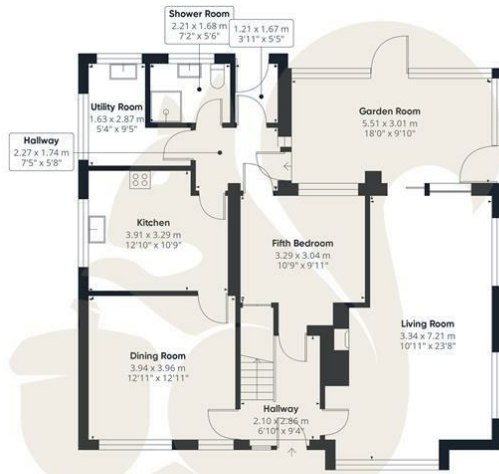 Shower Room
2.21 x 1.68 m
7'2" x 5'6"
1.21 x 1.67 m
3'11" x 5'5"
Utility Room
1.63 x 2.87 m
5'4" x 9'5"
Hallway
2.27 x 1.74 m
7'5" x 5'8"
Garden Room
5.51 x 3.01 m
18'0" x 9'10"
Kitchen
3.91 x 3.29 m
12'10" x 10'9"
Fifth Bedroom
3.29 x 3.04 m
10'9" x 9'11"
Living Room
3.34 x 7.21 m
10'11" x 23'8"
Dining Room
3.94 x 3.96 m
12'11" x 12'11"
Hallway
2.10 x 2.86 m
6'10" x 9'4"